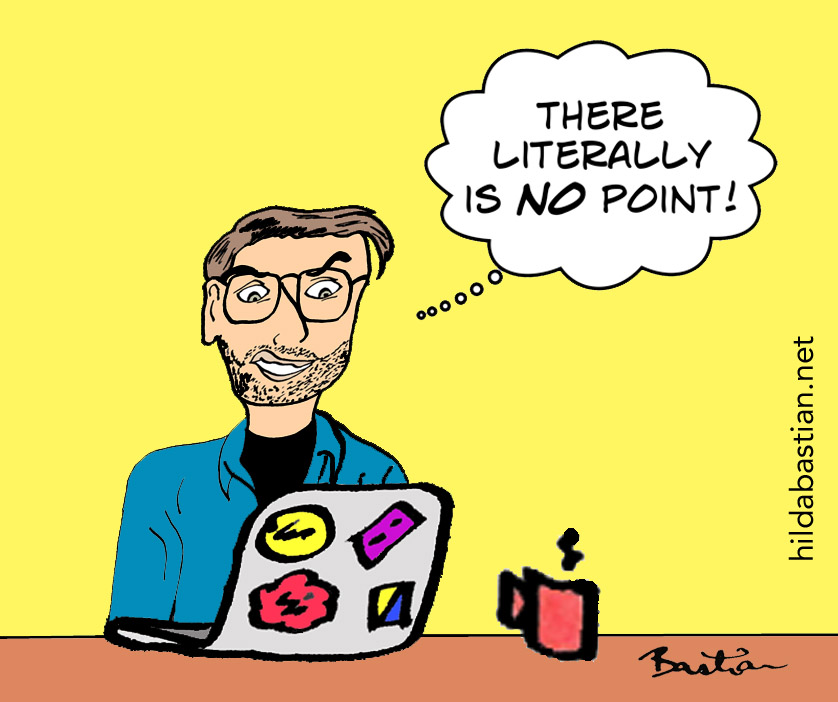 THERE
LITERALLY
IS NO POINT!
hildabastian.net
Bastian